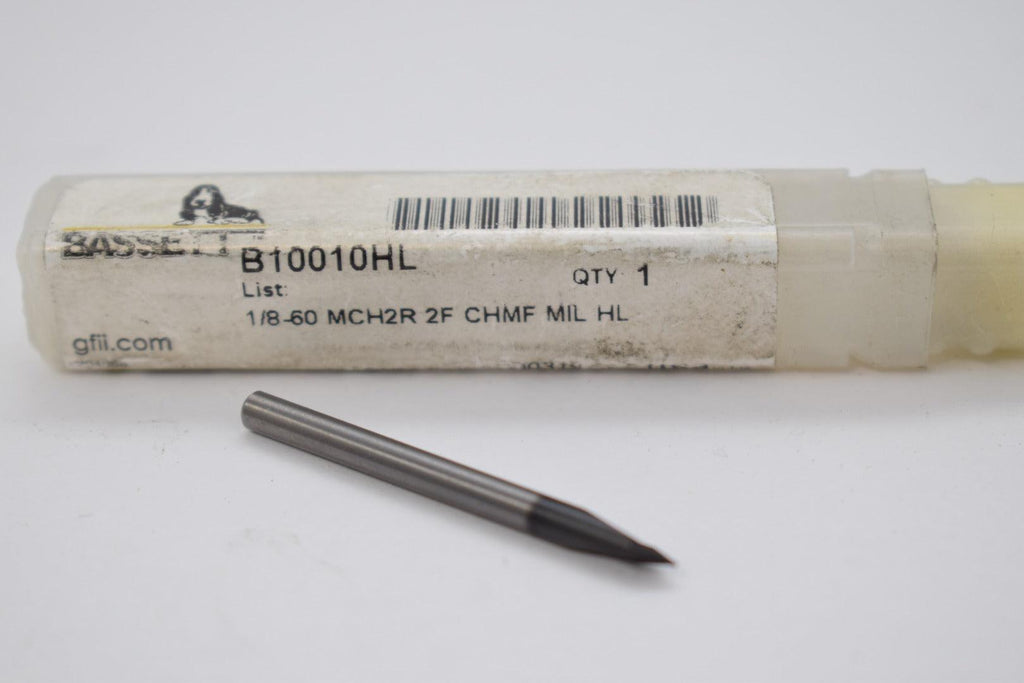 BASSETT
B10010HL
QTY 1
List:
1/8-60 MCH2R 2F CHMF MIL HL
gfii.com